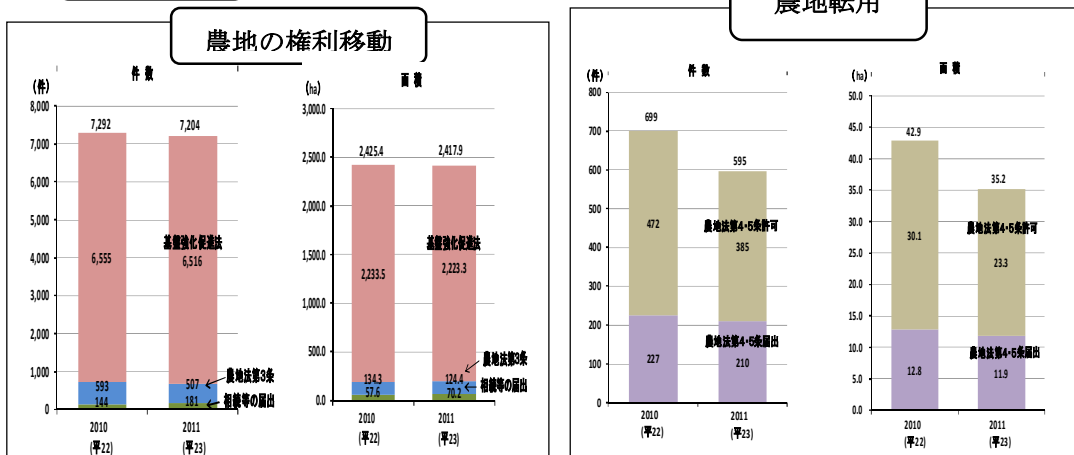 農地の権利移動
件 数
(件)
8,000
7,000
6,000
5,000
4,000
3,000
2,000
1,000
0
7,292
7,204
基盤強化促進法
6,555
6,516
593
507
農地法第3条
144
181
相続等の届出
2010
2011
(平22)
(平23)
面 積
(ha)
3,000.0
2,500.0
2,000.0
1,500.0
1,000.0
500.0
0.0
2,425.4
2,417.9
基盤強化促進法
2,233.5
2,223.3
農地法第3条
134.3
124.4
相続等の届出
57.6
70.2
2010
2011
(平22)
(平23)
農地転用
件 数
(件)
800
700
600
500
400
300
200
100
0
699
595
472
農地法第4・5条許可
385
農地法第4・5条届出
227
210
2010
2011
(平22)
(平23)
面 積
(ha)
50.0
45.0
40.0
35.0
30.0
25.0
20.0
15.0
10.0
5.0
0.0
42.9
35.2
農地法第4・5条許可
30.1
23.3
農地法第4・5条届出
12.8
11.9
2010
2011
(平22)
(平23)